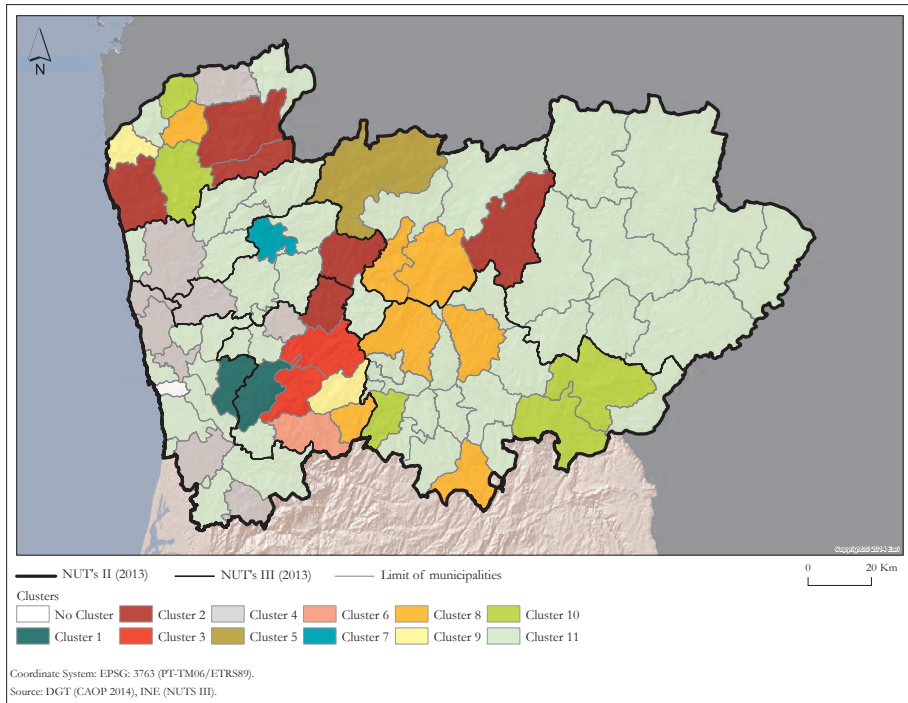 N
Copyright:© 2014 Esri
NUT's II (2013) NUT's III (2013) Limit of municipalities
0 20 Km
Clusters
No Cluster Cluster 2 Cluster 4 Cluster 6 Cluster 8 Cluster 10
Cluster 1 Cluster 3 Cluster 5 Cluster 7 Cluster 9 Cluster 11
Coordinate System: EPSG: 3763 (PT-TM06/ETRS89).
Source: DGT (CAOP 2014), INE (NUTS III).